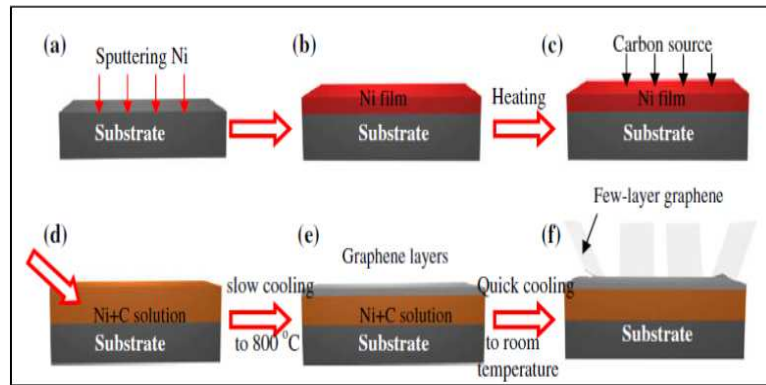 (a)
Sputtering Ni
Substrate
(b)
Ni film
Substrate
Heating
(c)
Carbon source
Ni film
Substrate
(d)
Ni+C solution
Substrate
slow cooling
to 800 °C
(e)
Graphene layers
Ni+C solution
Substrate
Quick cooling
to room
temperature
(f)
Few-layer graphene
Substrate